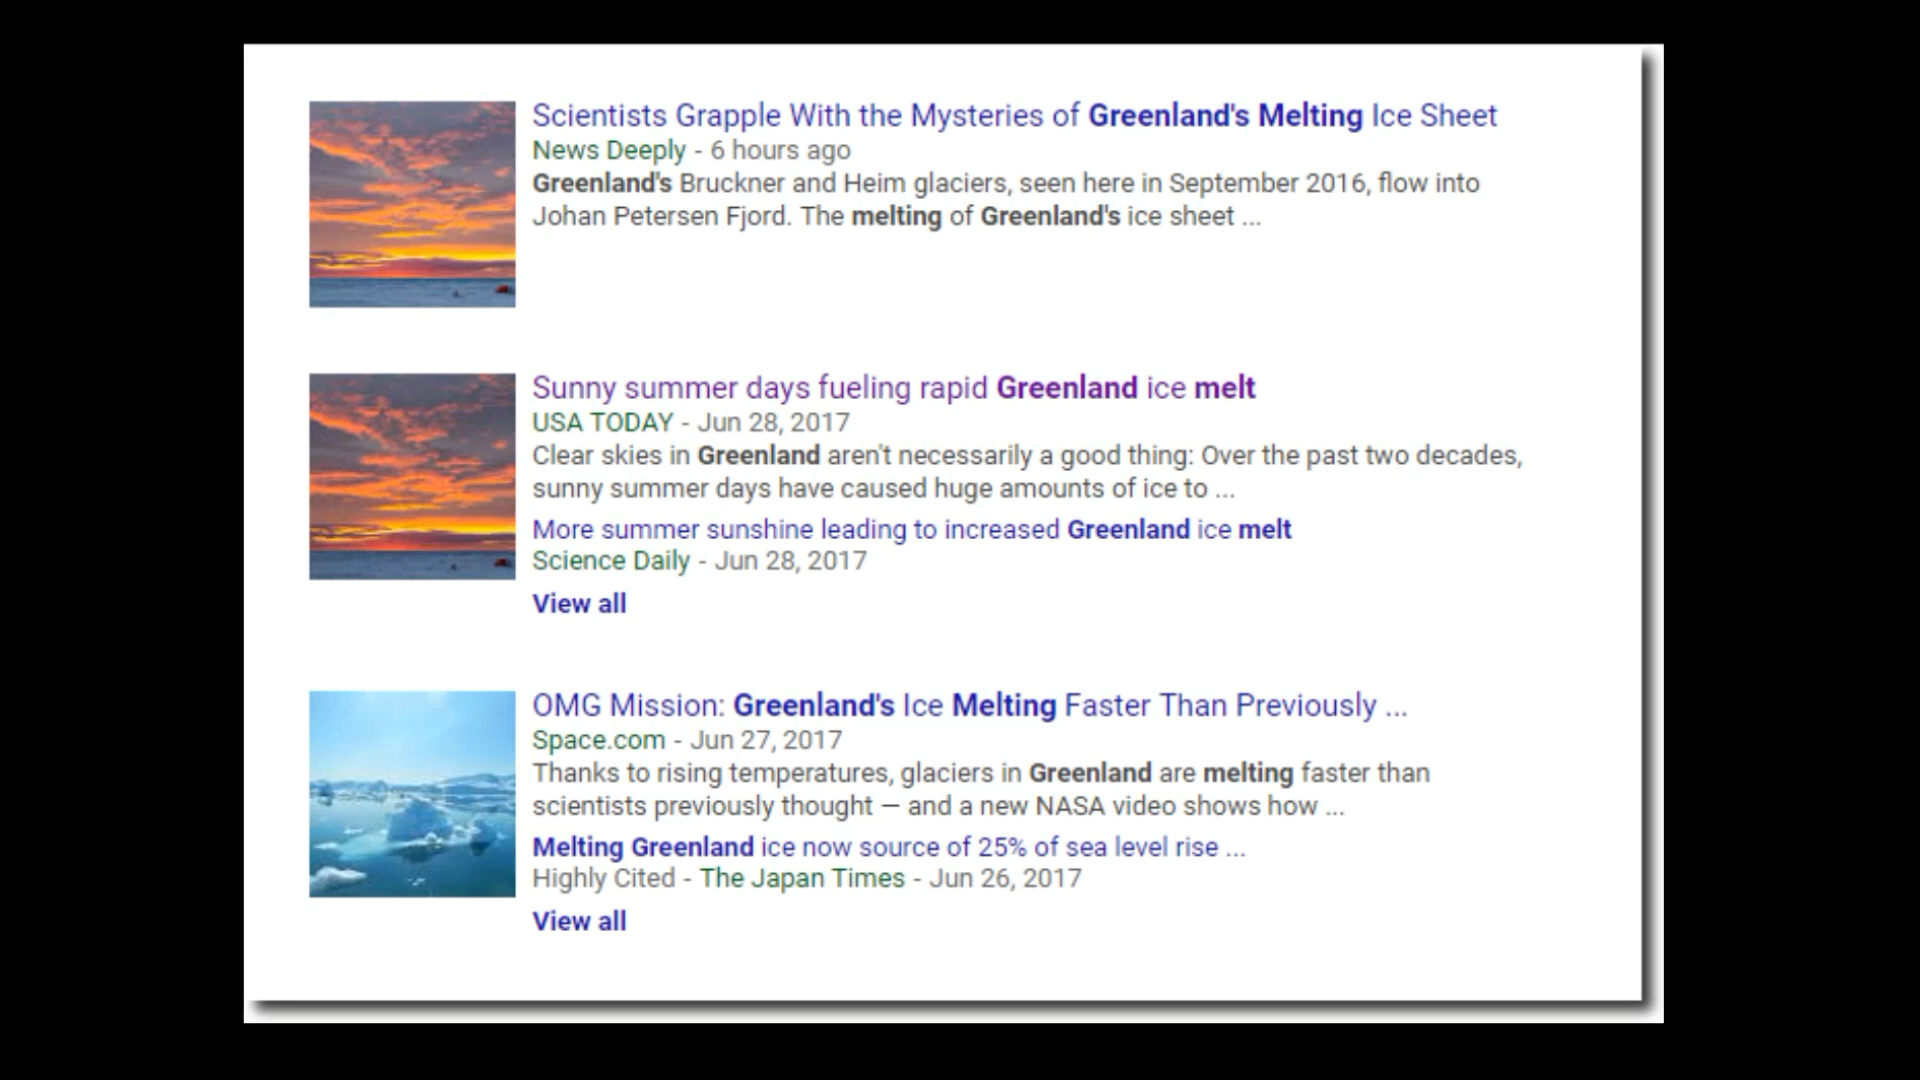 Scientists Grapple With the Mysteries of Greenland's Melting Ice Sheet
News Deeply - 6 hours ago
Greenland's Bruckner and Heim glaciers, seen here in September 2016, flow into
Johan Petersen Fjord. The melting of Greenland's ice sheet ...
Sunny summer days fueling rapid Greenland ice melt
USA TODAY - Jun 28, 2017
Clear skies in Greenland aren't necessarily a good thing: Over the past two decades,
sunny summer days have caused huge amounts of ice to ...
More summer sunshine leading to increased Greenland ice melt
Science Daily - Jun 28, 2017
View all
OMG Mission: Greenland's Ice Melting Faster Than Previously ...
Space.com - Jun 27, 2017
Thanks to rising temperatures, glaciers in Greenland are melting faster than
scientists previously thought — and a new NASA video shows how ...
Melting Greenland ice now source of 25% of sea level rise ...
Highly Cited - The Japan Times - Jun 26, 2017
View all